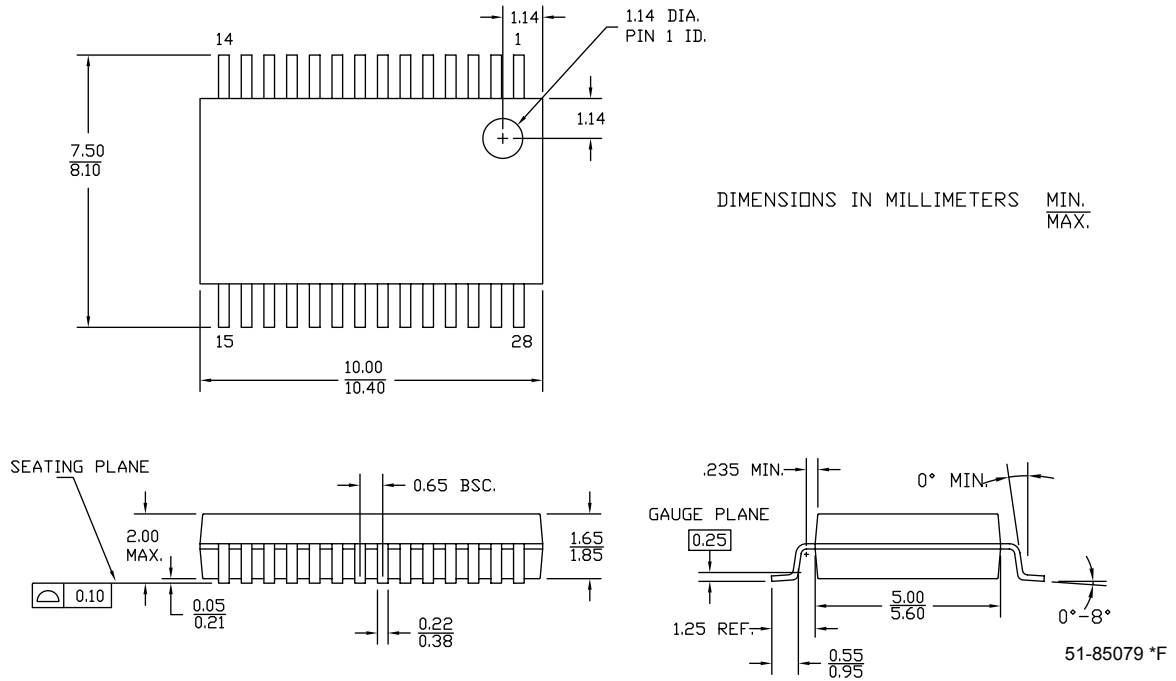 1.14
1.14 DIA.
PIN 1 ID.
14
1
1.14
7.50
8.10
DIMENSIONS IN MILLIMETERS MIN.
MAX.
15
28
10.00
10.40
SEATING PLANE
0.65 BSC.
.235 MIN.
0° MIN.
GAUGE PLANE
0.25
2.00
MAX.
1.65
1.85
0.10
0.05
0.21
0.22
0.38
1.25 REF.
5.00
5.60
0°-8°
0.55
0.95
51-85079 *F